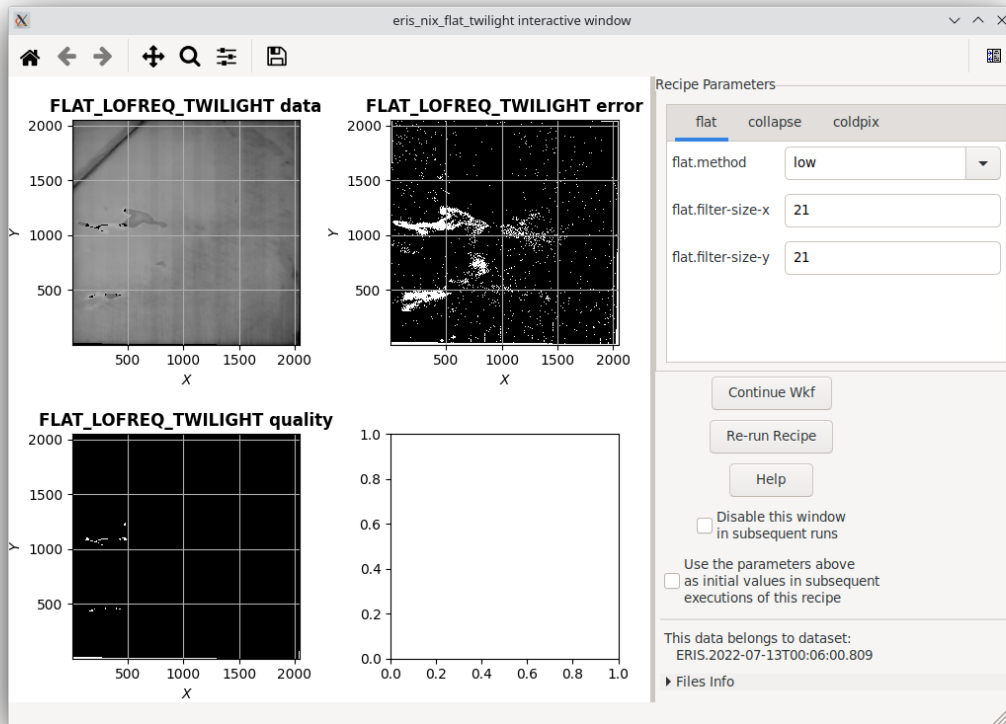 eris_nix_flat_twilight interactive window
FLAT_LOFREQ_TWILIGHT data
2000
1500
1000
500
Y
500
1000
1500
2000
X
FLAT_LOFREQ_TWILIGHT error
2000
1500
1000
500
Y
500
1000
1500
2000
X
FLAT_LOFREQ_TWILIGHT quality
2000
1500
1000
500
Y
500
1000
1500
2000
X
1.0
0.8
0.6
0.4
0.2
0.0
0.0
0.2
0.4
0.6
0.8
1.0
Recipe Parameters
flat
collapse
coldpix
flat.method
low
flat.filter-size-x
21
flat.filter-size-y
21
Continue Wkf
Re-run Recipe
Help
Disable this window
in subsequent runs
Use the parameters above
as initial values in subsequent
executions of this recipe
This data belongs to dataset:
ERIS.2022-07-13T00:06:00.809
Files Info